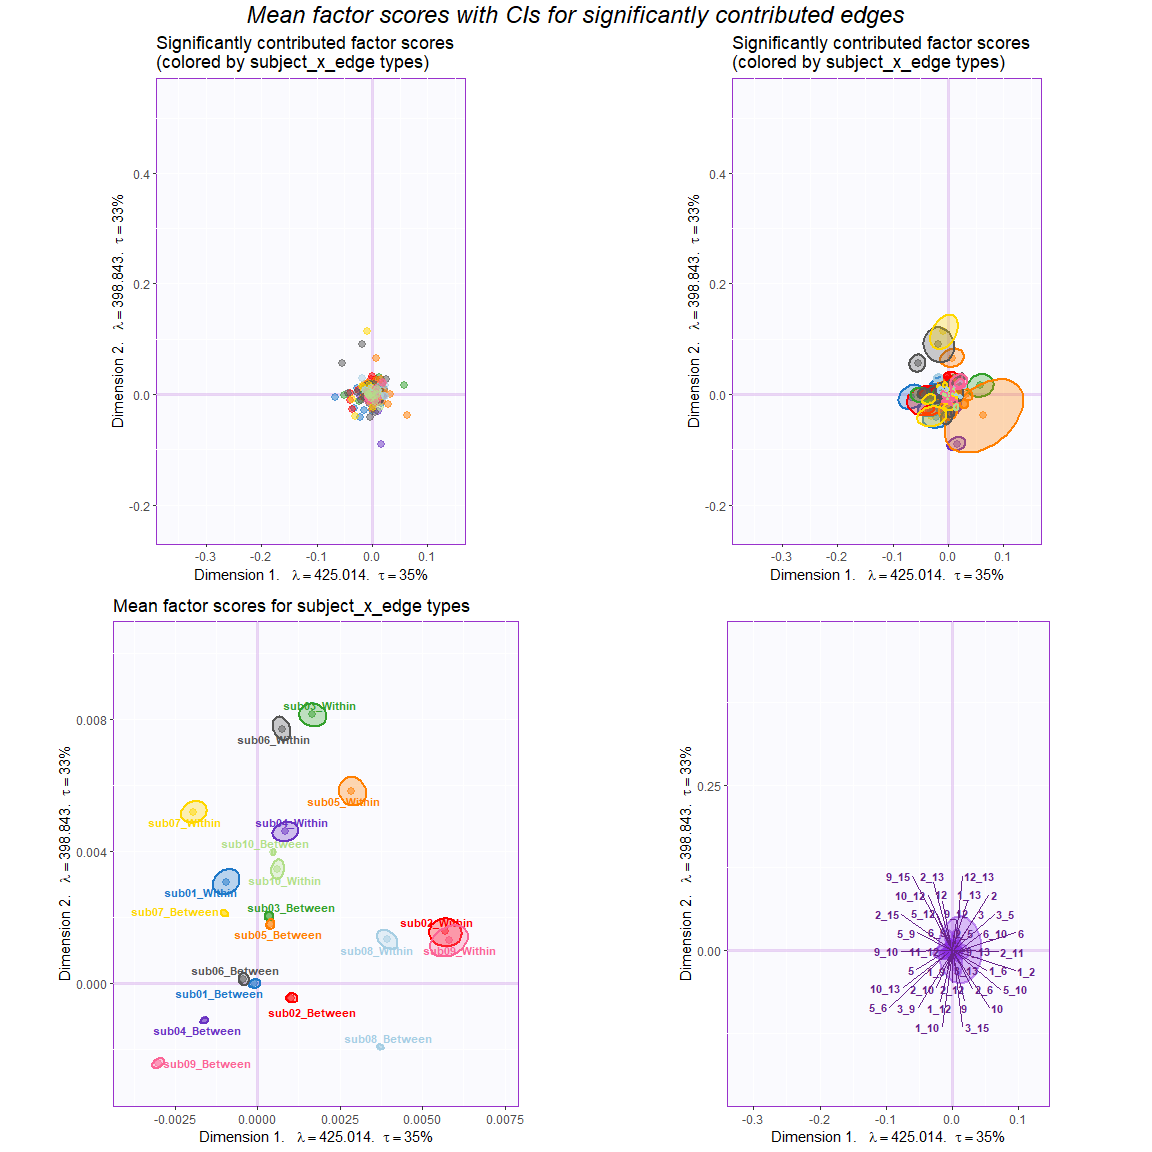 Mean factor scores with CIs for significantly contributed edges
Significantly contributed factor scores
(colored by subject_x_edge types)
0.4
0.2
0.0
-0.2
Dimension 2. λ = 398.843. τ = 33%
-0.3 -0.2 -0.1 0.0 0.1
Dimension 1. λ = 425.014. τ = 35%
Significantly contributed factor scores
(colored by subject_x_edge types)
0.4
0.2
0.0
-0.2
Dimension 2. λ = 398.843. τ = 33%
-0.3 -0.2 -0.1 0.0 0.1
Dimension 1. λ = 425.014. τ = 35%
Mean factor scores for subject_x_edge types
0.008
0.004
0.000
Dimension 2. λ = 398.843. τ = 33%
sub03_Within
sub06_Within
sub05_Within
sub07_Within
sub04_Within
sub10_Between
sub10_Within
sub01_Within
sub03_Between
sub07_Between
sub02_Within
sub05_Between
sub08_Within
sub09_Within
sub06_Between
sub01_Between
sub02_Between
sub04_Between
sub08_Between
sub09_Between
-0.0025 0.0000 0.0025 0.0050 0.0075
Dimension 1. λ = 425.014. τ = 35%
0.25
0.00
Dimension 2. λ = 398.843. τ = 33%
9_15 2_13 12_13
10_12 12 1_13 2
2_15 5_12 9_12 3 3_5
5_9 5 6_10 6
9_10 11_12 9_13 2_11
5 1_9 1_6 1_2
10_13 2_10 2_12 2_6 5_10
5_6 3_9 1_12 9 10
1_10 3_15
-0.3 -0.2 -0.1 0.0 0.1
Dimension 1. λ = 425.014. τ = 35%